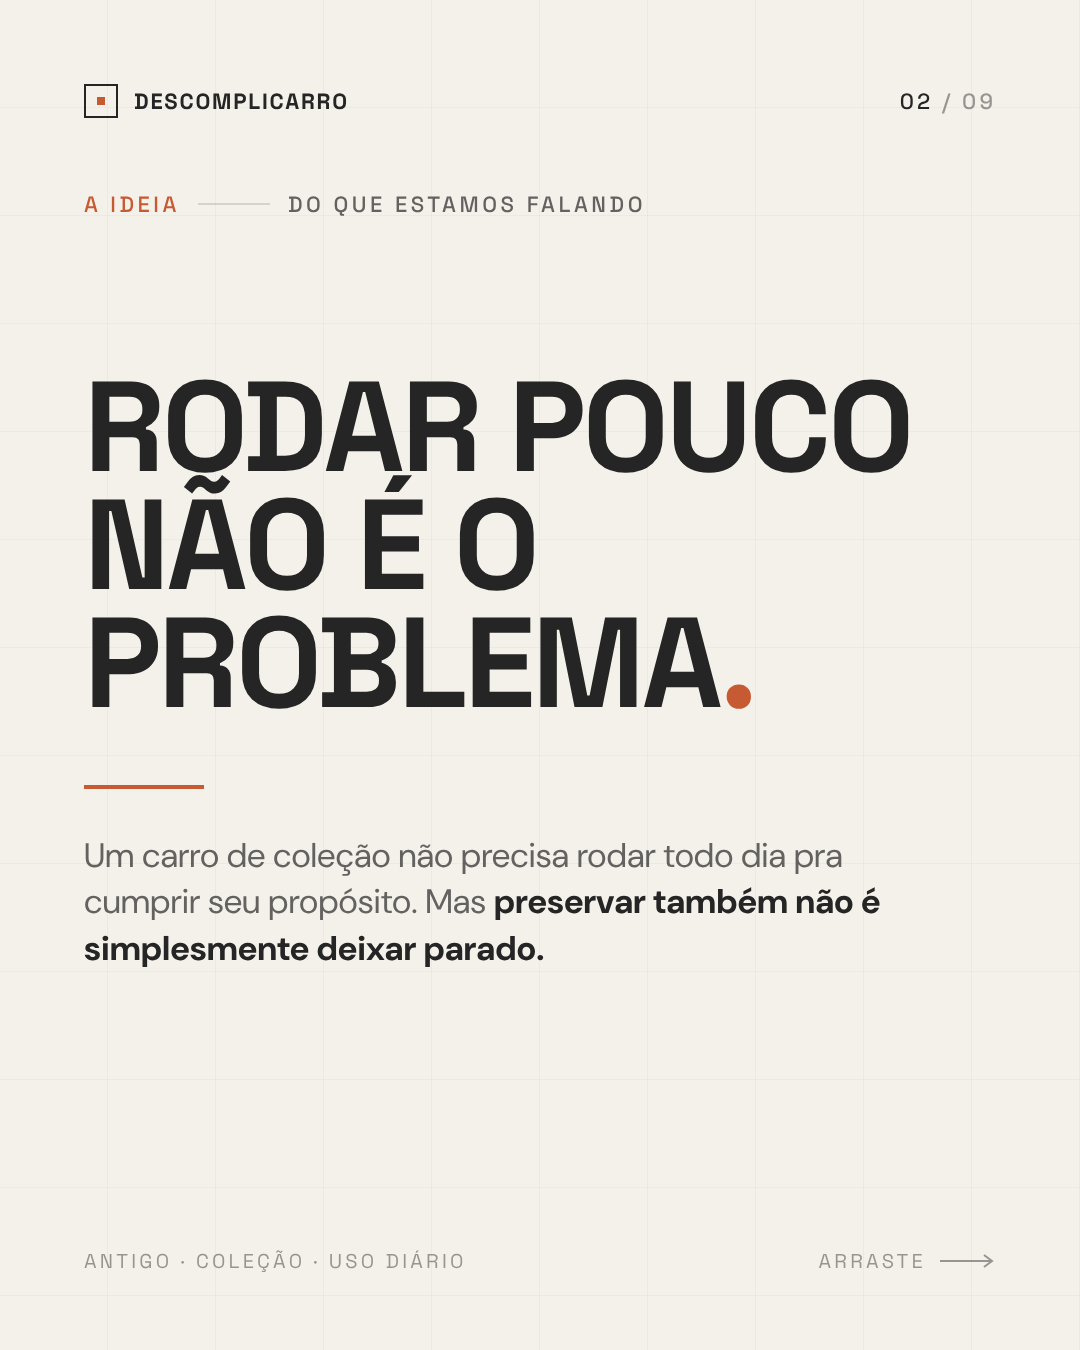 DESCOMPLICARRO
02 / 09
A IDEIA DO QUE ESTAMOS FALANDO
RODAR POUCO
NÃO É O
PROBLEMA.
Um carro de coleção não precisa rodar todo dia pra
cumprir seu propósito. Mas preservar também não é
simplesmente deixar parado.
ANTIGO · COLEÇÃO · USO DIÁRIO
ARRASTE